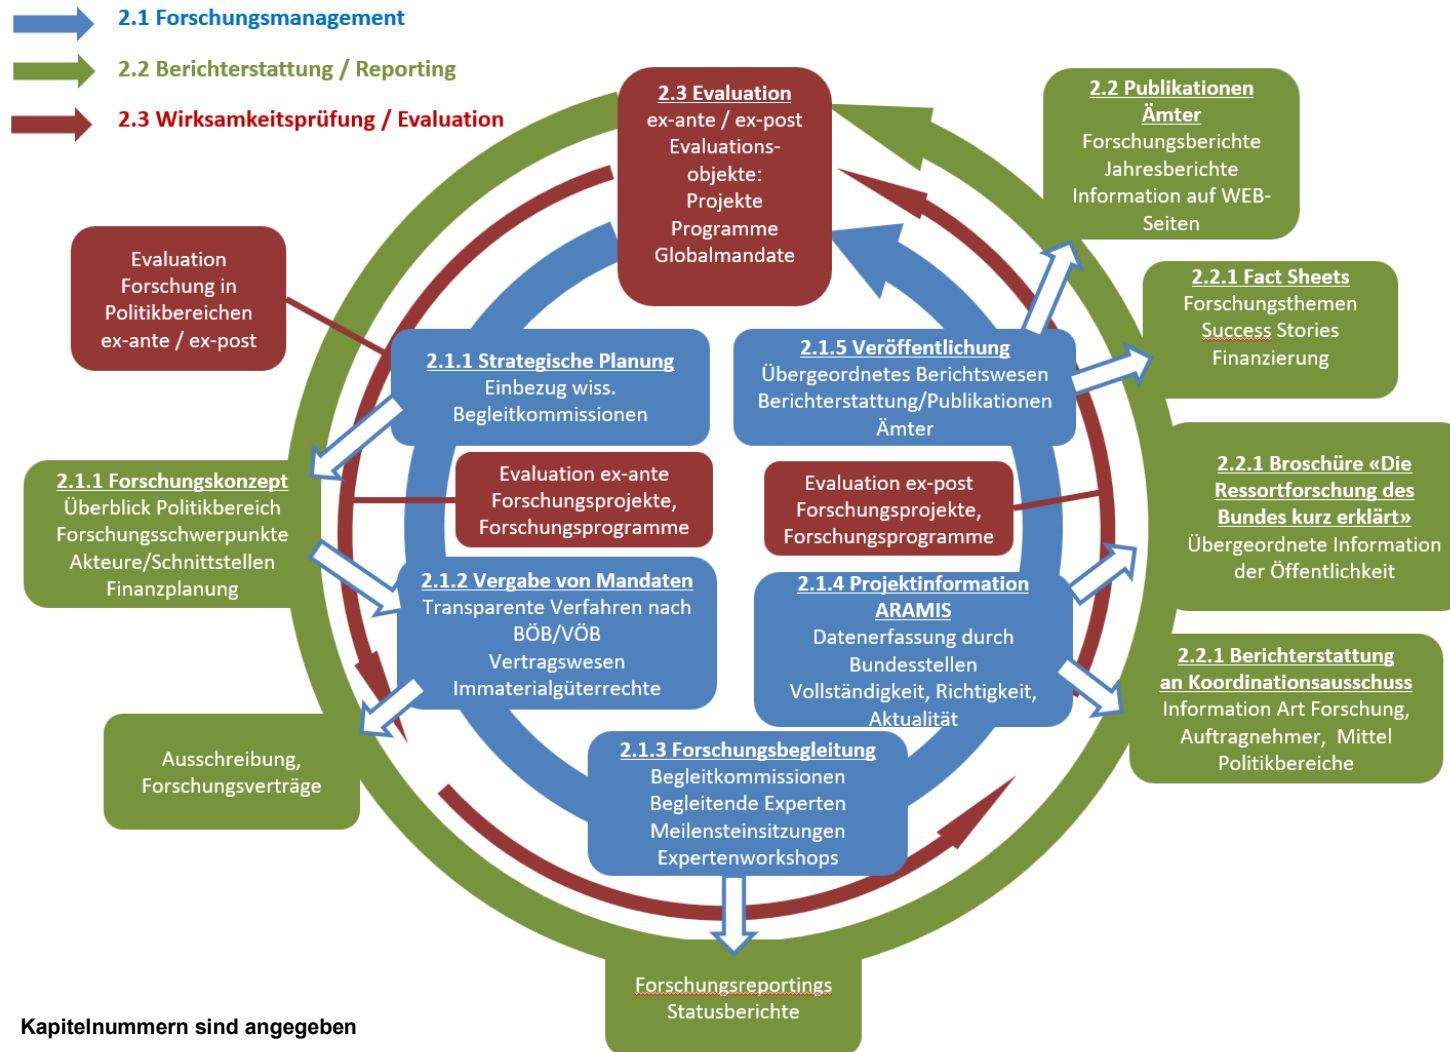 2.1 Forschungsmanagement
2.2 Berichterstattung / Reporting
2.3 Wirksamkeitsprüfung / Evaluation
2.3 Evaluation
ex-ante / ex-post
Evaluations-
objekte:
Projekte
Programme
Globalmandate
2.2 Publikationen
Ämter
Forschungsberichte
Jahresberichte
Information auf WEB-
Seiten
Evaluation
Forschung in
Politikbereichen
ex-ante / ex-post
2.2.1 Fact Sheets
Forschungsthemen
Success Stories
Finanzierung
2.1.1 Strategische Planung
Einbezug wiss.
Begleitkommissionen
2.1.5 Veröffentlichung
Übergeordnetes Berichtswesen
Berichterstattung/Publikationen
Ämter
2.1.1 Forschungskonzept
Überblick Politikbereich
Forschungsschwerpunkte
Akteure/Schnittstellen
Finanzplanung
Evaluation ex-ante
Forschungsprojekte,
Forschungsprogramme
Evaluation ex-post
Forschungsprojekte,
Forschungsprogramme
2.2.1 Broschüre «Die
Ressortforschung des
Bundes kurz erklärt»
Übergeordnete Information
der Öffentlichkeit
2.1.2 Vergabe von Mandaten
Transparente Verfahren nach
BÖB/VÖB
Vertragswesen
Immaterialgüterrechte
2.1.4 Projektinformation
ARAMIS
Datenerfassung durch
Bundesstellen
Vollständigkeit, Richtigkeit,
Aktualität
2.2.1 Berichterstattung
an Koordinationsausschuss
Information Art Forschung,
Auftragnehmer, Mittel
Politikbereiche
Ausschreibung,
Forschungsverträge
2.1.3 Forschungsbegleitung
Begleitkommissionen
Begleitende Experten
Meilensteinsitzungen
Expertenworkshops
Forschungsreportings
Statusberichte
Kapitelnummern sind angegeben